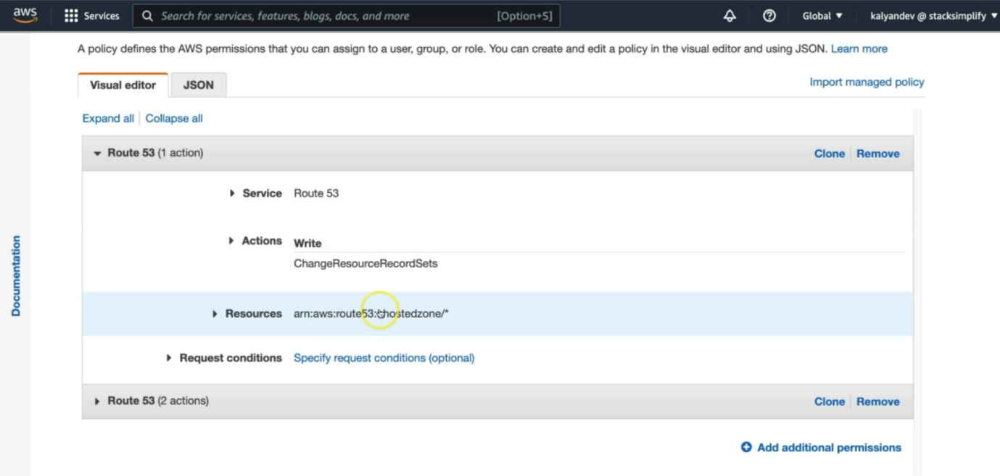 aws Services Search for services, features, blogs, docs, and more [Option+S] Global kalyandev @ stacksimplify
A policy defines the AWS permissions that you can assign to a user, group, or role. You can create and edit a policy in the visual editor and using JSON. Learn more
Visual editor JSON Import managed policy
Expand all Collapse all
Route 53 (1 action) Clone Remove
Service Route 53
Actions Write
ChangeResourceRecordSets
Resources arn:aws:route53:::hostedzone/*
Request conditions Specify request conditions (optional)
Route 53 (2 actions) Clone Remove
Add additional permissions
Documentation